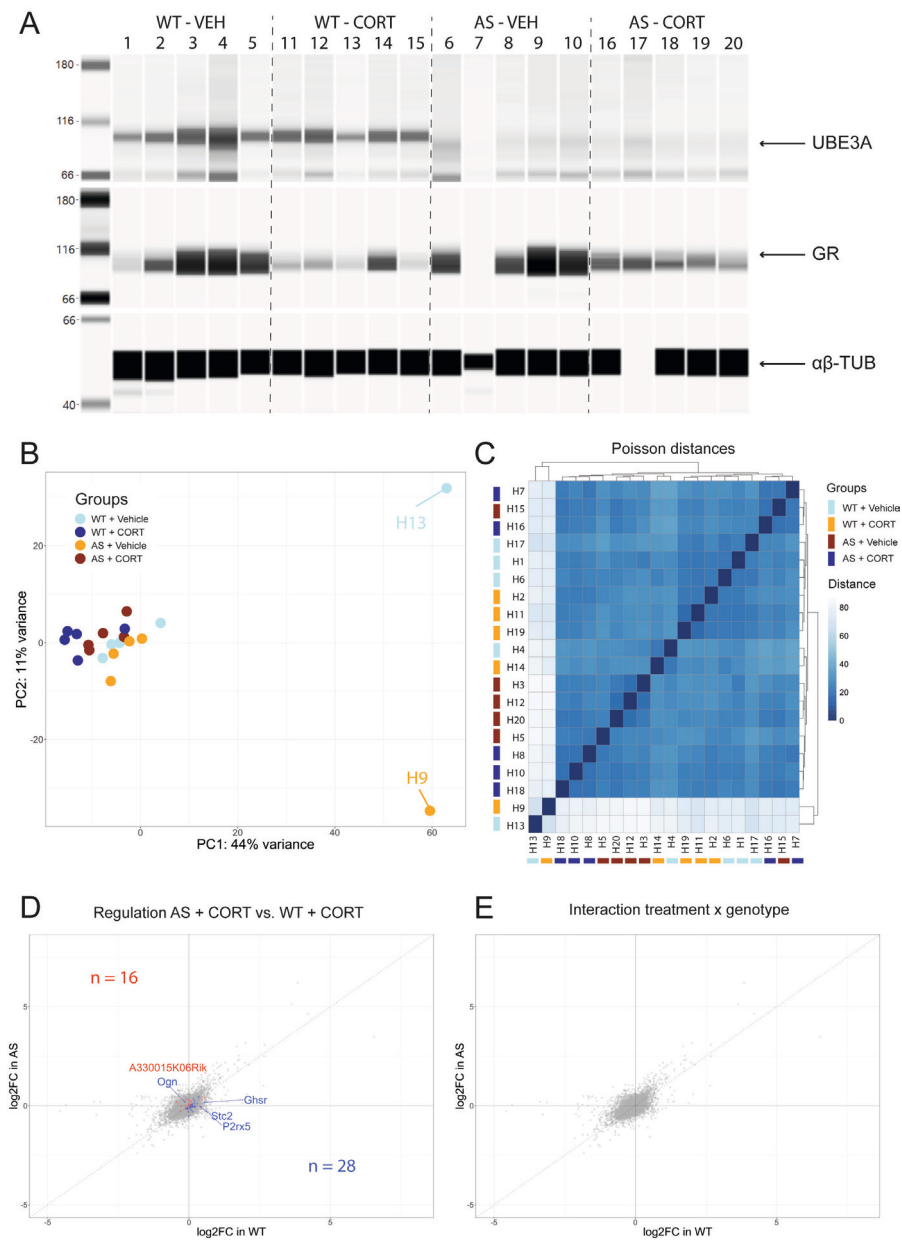 A
WT - VEH WT - CORT AS - VEH AS - CORT
1 2 3 4 5 11 12 13 14 15 6 7 8 9 10 16 17 18 19 20
180
116
66
UBE3A
180
116
66
GR
66
40
αβ-TUB
B
Groups
WT + Vehicle
WT + CORT
AS + Vehicle
AS + CORT
H13
H9
20
0
-20
PC2: 11% variance
0 20 40 60
PC1: 44% variance
C
Poisson distances
H7
H15
H16
H17
H1
H6
H2
H11
H19
H4
H14
H3
H12
H20
H5
H8
H10
H18
H9
H13
H13 H9 H18 H10 H8 H5 H20 H12 H3 H14 H4 H19 H11 H2 H6 H1 H17 H16 H15 H7
Groups
WT + Vehicle
WT + CORT
AS + Vehicle
AS + CORT
Distance
80
60
40
20
0
D
Regulation AS + CORT vs. WT + CORT
n = 16
A330015K06Rik
Ogn
Ghsr
Stc2
P2rx5
n = 28
5
0
-5
log2FC in AS
-5 0 5
log2FC in WT
E
Interaction treatment x genotype
5
0
-5
log2FC in AS
-5 0 5
log2FC in WT